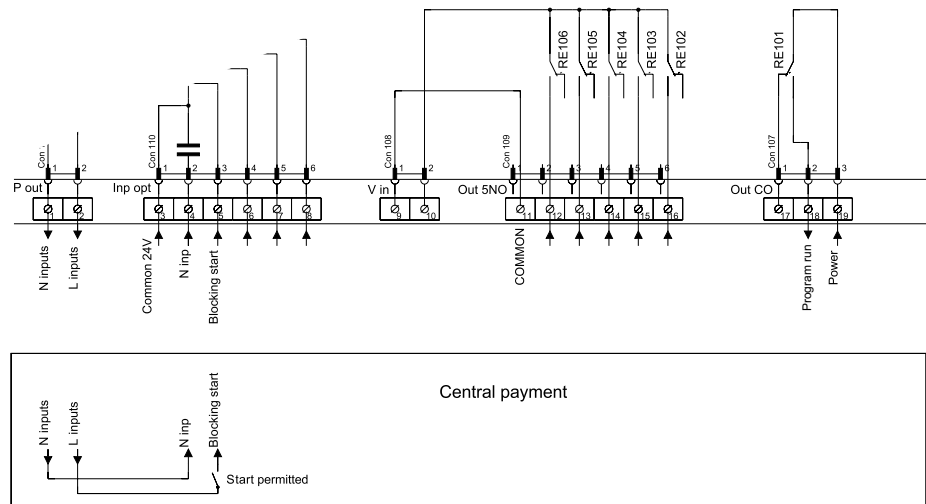 RE106
RE105
RE104
RE103
RE102
RE101
Con
1
2
Con 110
1
2
3
4
5
6
Con 108
1
2
Con 109
1
2
3
4
5
6
Con 107
1
2
3
P out
Inp opt
V in
Out 5NO
Out CO
1
2
3
4
5
6
7
8
9
10
11
12
13
14
15
16
17
18
19
N inputs
L inputs
Common 24V
N inp
Blocking start
COMMON
Program run
Power
Central payment
N inputs
L inputs
N inp
Blocking start
Start permitted